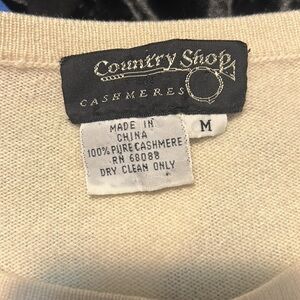 Country Shop
CASHMERES
M
MADE IN
CHINA
100% PURE CASHMERE
RN 68088
DRY CLEAN ONLY